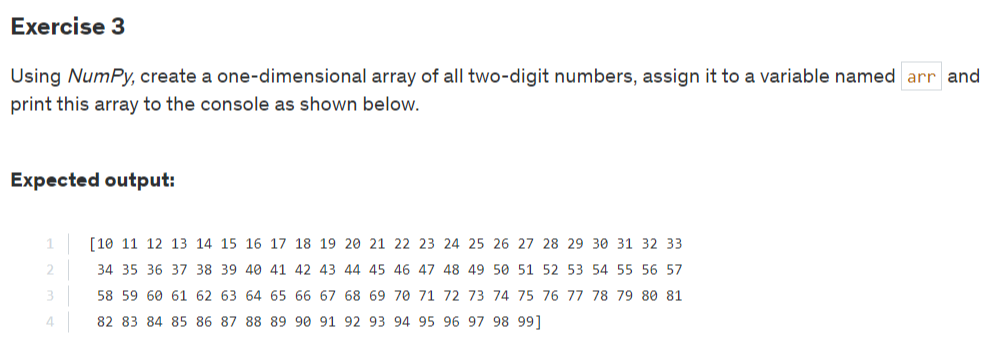 Exercise 3
Using NumPy, create a one-dimensional array of all two-digit numbers, assign it to a variable named arr and
print this array to the console as shown below.
Expected output:
1 [10 11 12 13 14 15 16 17 18 19 20 21 22 23 24 25 26 27 28 29 30 31 32 33
2 34 35 36 37 38 39 40 41 42 43 44 45 46 47 48 49 50 51 52 53 54 55 56 57
3 58 59 60 61 62 63 64 65 66 67 68 69 70 71 72 73 74 75 76 77 78 79 80 81
4 82 83 84 85 86 87 88 89 90 91 92 93 94 95 96 97 98 99]